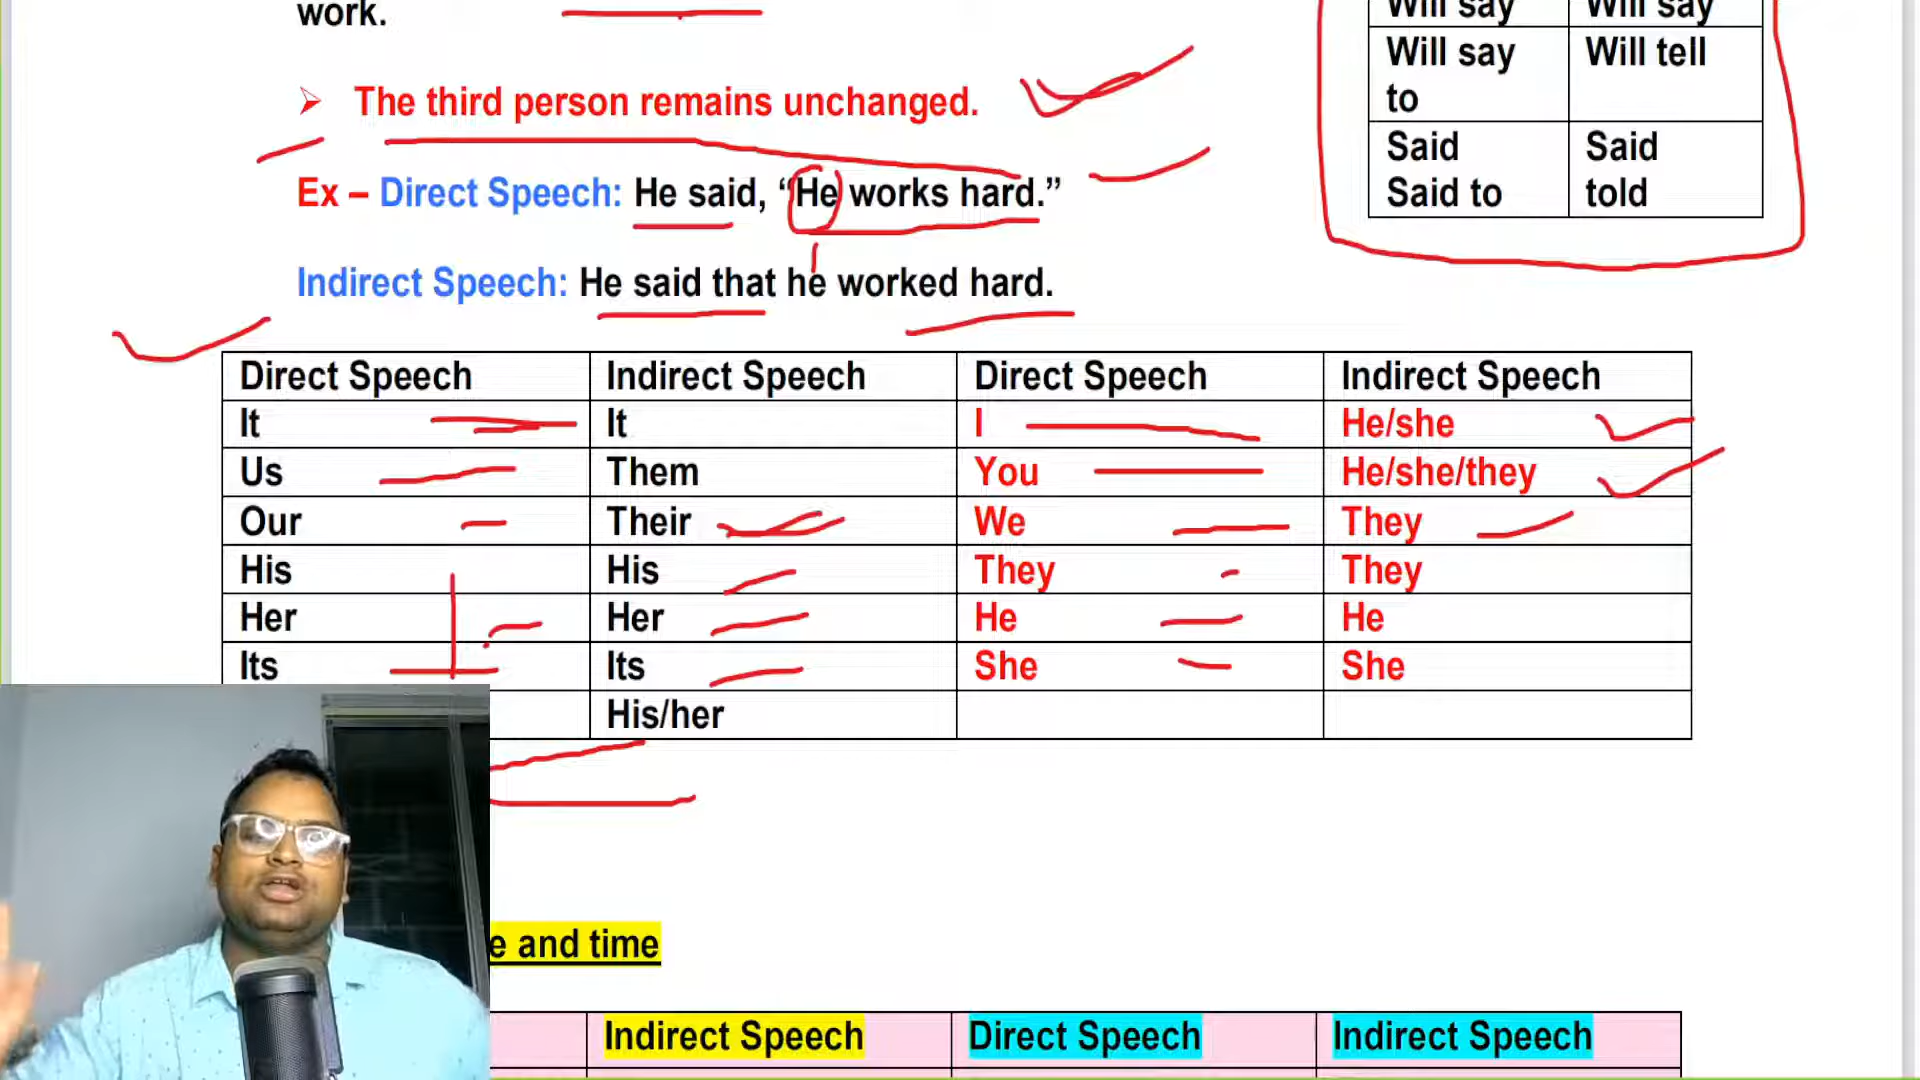 work.
Will say Will say
Will say to Will tell
➢ The third person remains unchanged.
Said Said to Said told
Ex – Direct Speech: He said, “He works hard.”
Indirect Speech: He said that he worked hard.
Direct Speech Indirect Speech Direct Speech Indirect Speech
It It I He/she
Us Them You He/she/they
Our Their We They
His His They They
Her Her He He
Its Its She She
His/her
e and time
Indirect Speech Direct Speech Indirect Speech